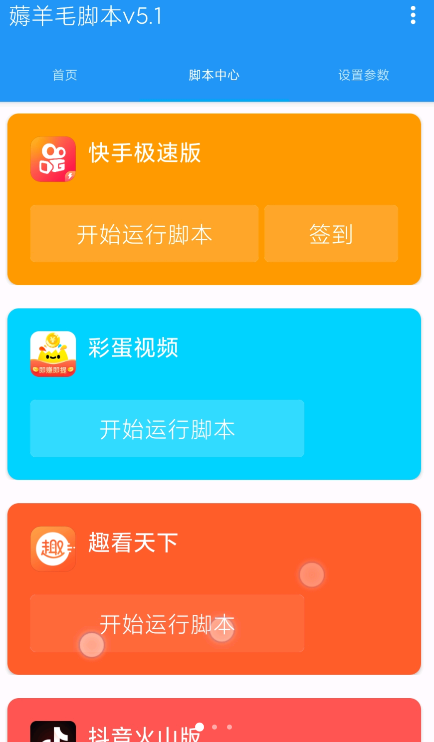 薅羊毛脚本v5.1
首页
脚本中心
设置参数
快手极速版
开始运行脚本
签到
彩蛋视频
开始运行脚本
趣
趣看天下
开始运行脚本
抖音火山版